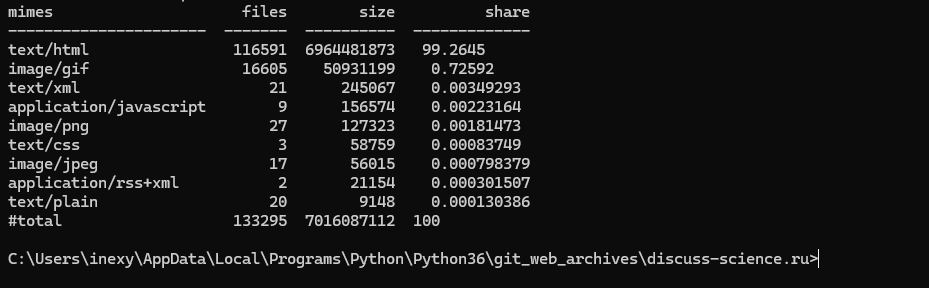 mimes files size share
---------------------- ------- ---------- -------------
text/html 116591 6964481873 99.2645
image/gif 16605 50931199 0.72592
text/xml 21 245067 0.00349293
application/javascript 9 156574 0.00223164
image/png 27 127323 0.00181473
text/css 3 58759 0.00083749
image/jpeg 17 56015 0.000798379
application/rss+xml 2 21154 0.000301507
text/plain 20 9148 0.000130386
#total 133295 7016087112 100
C:\Users\inexy\AppData\Local\Programs\Python\Python36\git_web_archives\discuss-science.ru>